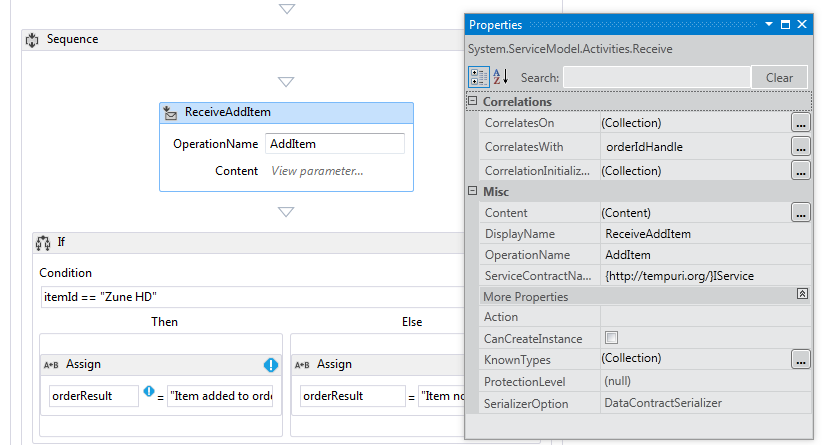 Sequence
ReceiveAddItem
OperationName AddItem
Content View parameter...
If
Condition
itemId == "Zune HD"
Then Else
A+B Assign
orderResult = "Item added to orde
A+B Assign
orderResult = "Item no
Properties
System.ServiceModel.Activities.Receive
Search: Clear
Correlations
CorrelatesOn (Collection) ...
CorrelatesWith orderIdHandle
CorrelationInitializ... (Collection) ...
Misc
Content (Content) ...
DisplayName ReceiveAddItem
OperationName AddItem
ServiceContractNa... {http://tempuri.org/}IService
More Properties
Action
CanCreateInstance
KnownTypes (Collection) ...
ProtectionLevel (null)
SerializerOption DataContractSerializer